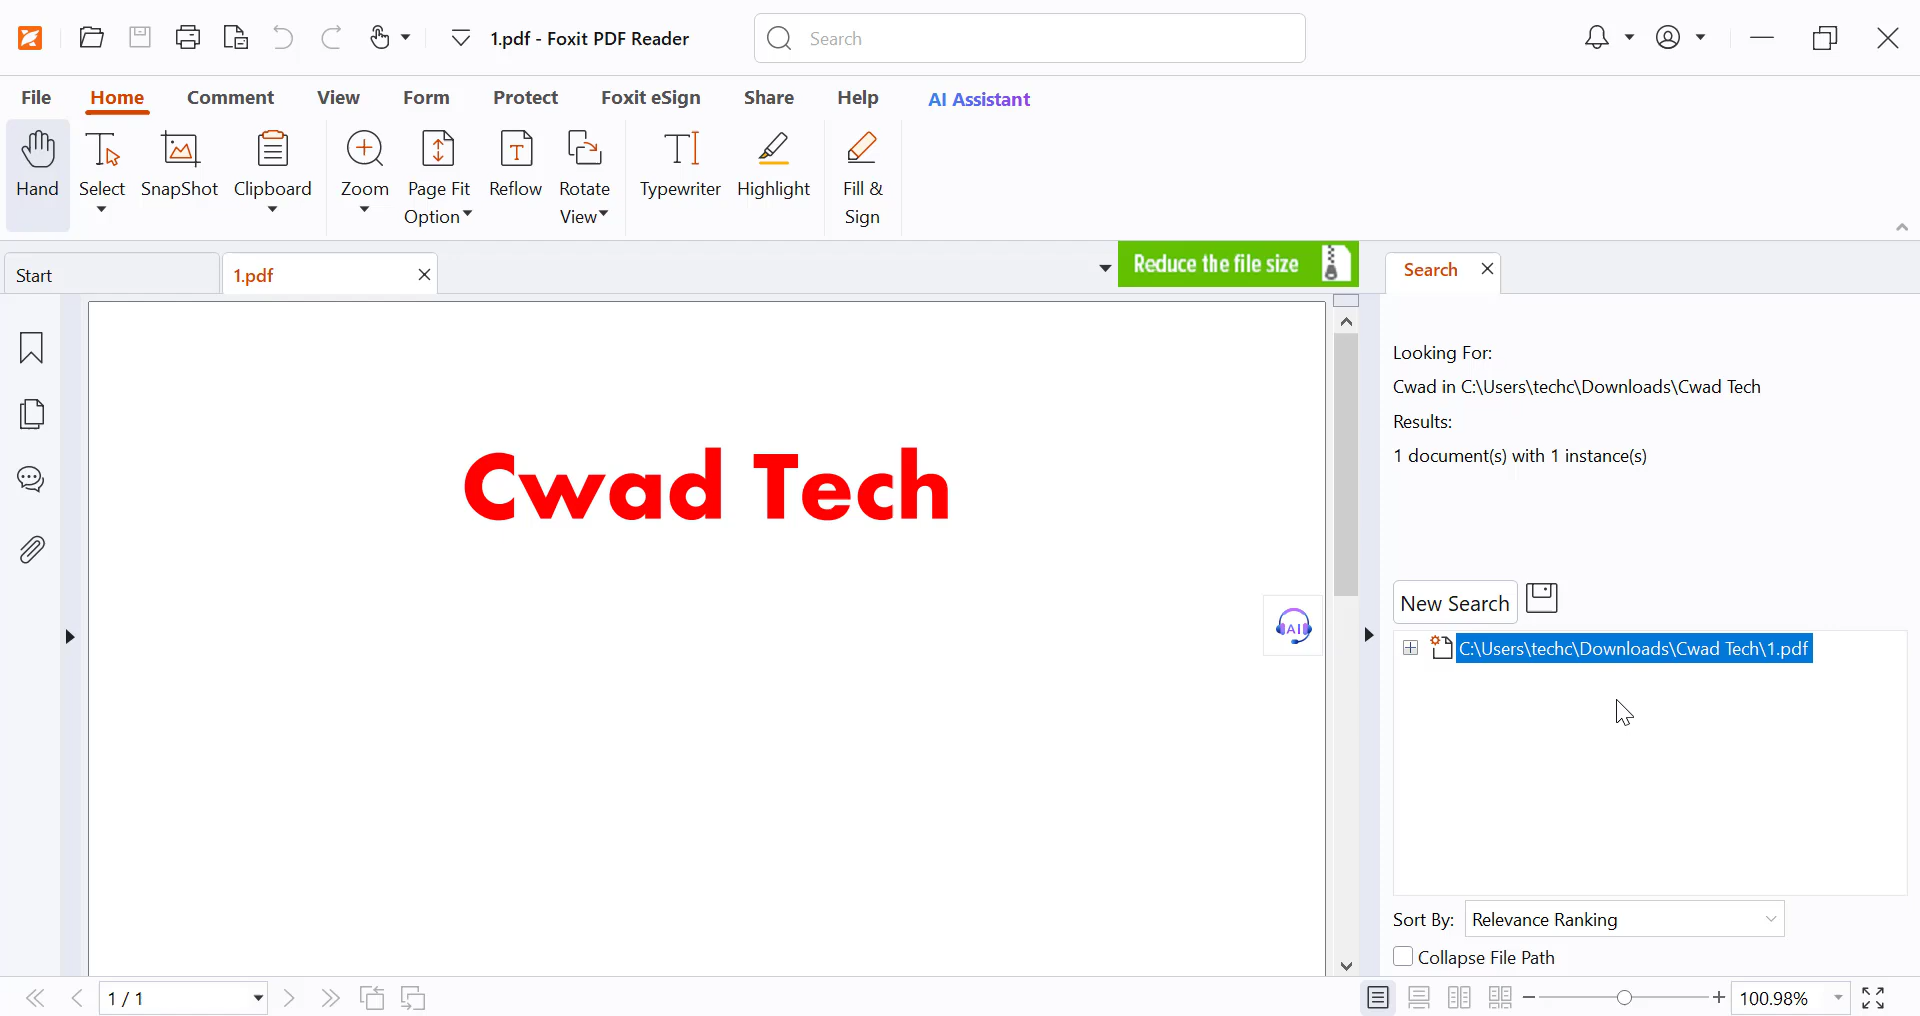 1.pdf - Foxit PDF Reader
Search
File Home Comment View Form Protect Foxit eSign Share Help AI Assistant
Hand Select SnapShot Clipboard Zoom Page Fit Option Reflow Rotate View Typewriter Highlight Fill & Sign
Start 1.pdf Reduce the file size Search
Looking For:
Cwad in C:\Users\techc\Downloads\Cwad Tech
Results:
1 document(s) with 1 instance(s)
Cwad Tech
AI
New Search
C:\Users\techc\Downloads\Cwad Tech\1.pdf
Sort By: Relevance Ranking
Collapse File Path
1 / 1 100.98%